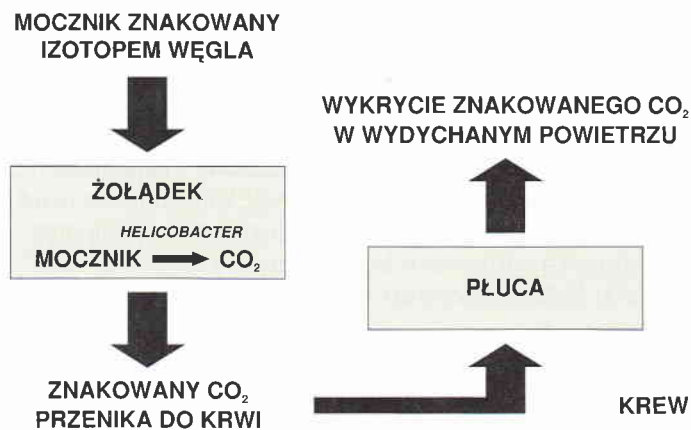 MOCZNIK ZNAKOWANY
IZOTOPEM WĘGLA
ŻOŁĄDEK
HELICOBACTER
MOCZNIK CO₂
ZNAKOWANY CO₂
PRZENIKA DO KRWI
KREW
PŁUCA
WYKRYCIE ZNAKOWANEGO CO₂
W WYDYCHANYM POWIETRZU